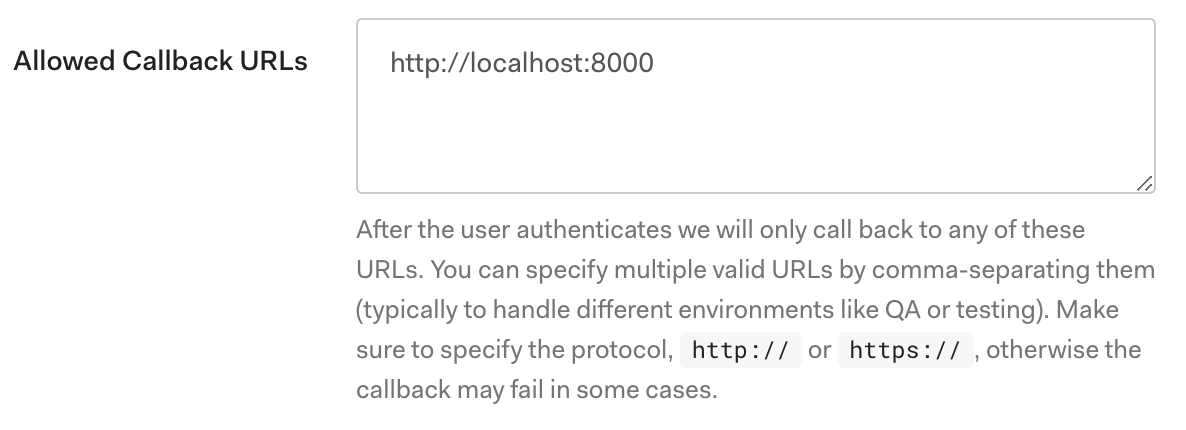 Allowed Callback URLs
http://localhost:8000
After the user authenticates we will only call back to any of these
URLs. You can specify multiple valid URLs by comma-separating them
(typically to handle different environments like QA or testing). Make
sure to specify the protocol, http:// or https:// , otherwise the
callback may fail in some cases.